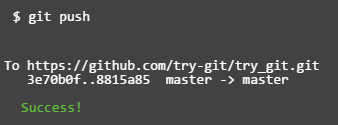 $ git push
To https://github.com/try-git/try_git.git
3e70b0f..8815a85 master -> master
Success!